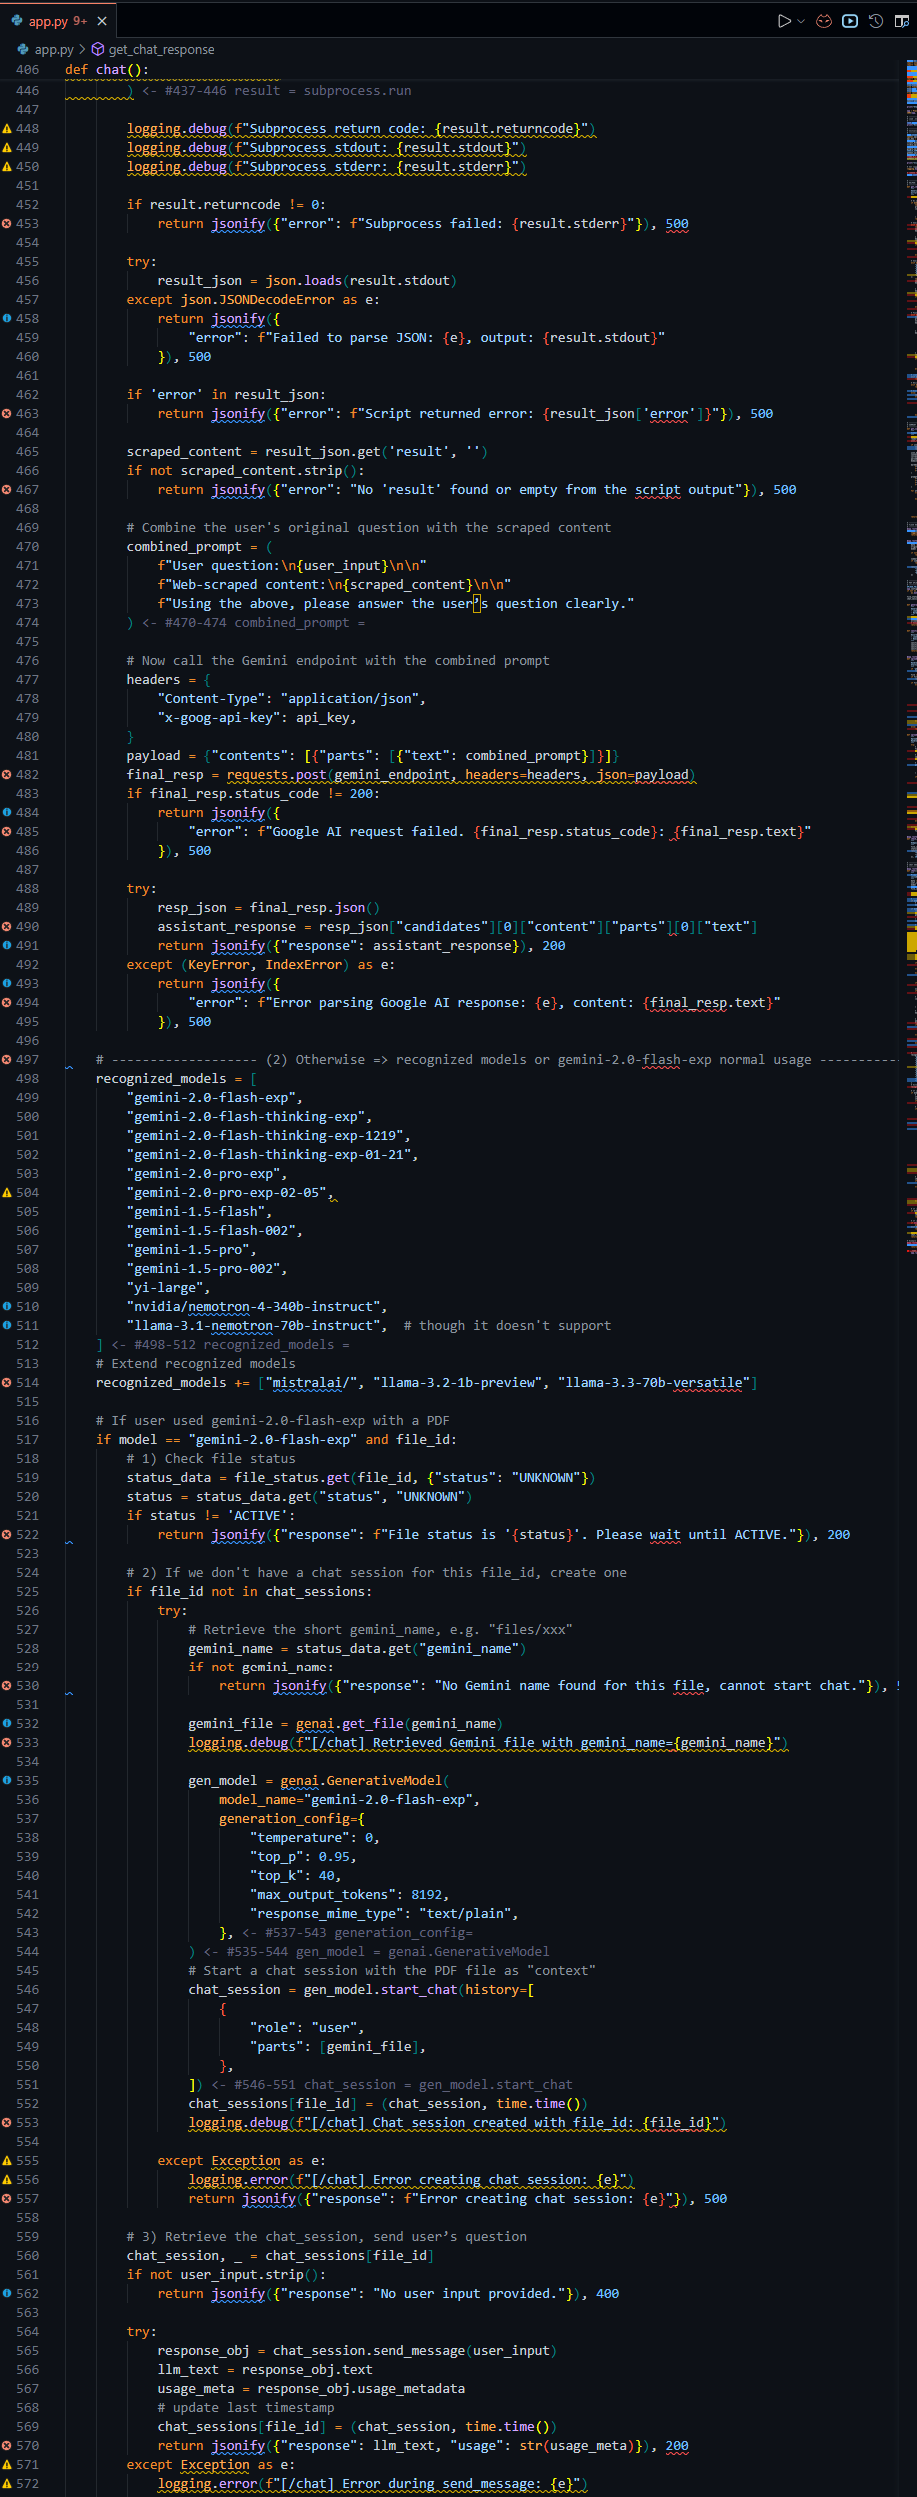 app.py 9+
app.py > get_chat_response
406 def chat():
446 ) <- #437-446 result = subprocess.run
447
448 logging.debug(f"Subprocess return code: {result.returncode}")
449 logging.debug(f"Subprocess stdout: {result.stdout}")
450 logging.debug(f"Subprocess stderr: {result.stderr}")
451
452 if result.returncode != 0:
453 return jsonify({"error": f"Subprocess failed: {result.stderr}"}), 500
454
455 try:
456 result_json = json.loads(result.stdout)
457 except json.JSONDecodeError as e:
458 return jsonify({
459 "error": f"Failed to parse JSON: {e}, output: {result.stdout}"
460 }), 500
461
462 if 'error' in result_json:
463 return jsonify({"error": f"Script returned error: {result_json['error']}"}), 500
464
465 scraped_content = result_json.get('result', '')
466 if not scraped_content.strip():
467 return jsonify({"error": "No 'result' found or empty from the script output"}), 500
468
469 # Combine the user's original question with the scraped content
470 combined_prompt = (
471 f"User question:\n{user_input}\n\n"
472 f"Web-scraped content:\n{scraped_content}\n\n"
473 f"Using the above, please answer the user’s question clearly."
474 ) <- #470-474 combined_prompt =
475
476 # Now call the Gemini endpoint with the combined prompt
477 headers = {
478 "Content-Type": "application/json",
479 "x-goog-api-key": api_key,
480 }
481 payload = {"contents": [{"parts": [{"text": combined_prompt}]}]}
482 final_resp = requests.post(gemini_endpoint, headers=headers, json=payload)
483 if final_resp.status_code != 200:
484 return jsonify({
485 "error": f"Google AI request failed. {final_resp.status_code}: {final_resp.text}"
486 }), 500
487
488 try:
489 resp_json = final_resp.json()
490 assistant_response = resp_json["candidates"][0]["content"]["parts"][0]["text"]
491 return jsonify({"response": assistant_response}), 200
492 except (KeyError, IndexError) as e:
493 return jsonify({
494 "error": f"Error parsing Google AI response: {e}, content: {final_resp.text}"
495 }), 500
496
497 # ------------------- (2) Otherwise => recognized models or gemini-2.0-flash-exp normal usage -----------
498 recognized_models = [
499 "gemini-2.0-flash-exp",
500 "gemini-2.0-flash-thinking-exp",
501 "gemini-2.0-flash-thinking-exp-1219",
502 "gemini-2.0-flash-thinking-exp-01-21",
503 "gemini-2.0-pro-exp",
504 "gemini-2.0-pro-exp-02-05",
505 "gemini-1.5-flash",
506 "gemini-1.5-flash-002",
507 "gemini-1.5-pro",
508 "gemini-1.5-pro-002",
509 "yi-large",
510 "nvidia/nemotron-4-340b-instruct",
511 "llama-3.1-nemotron-70b-instruct", # though it doesn't support
512 ] <- #498-512 recognized_models =
513 # Extend recognized models
514 recognized_models += ["mistralai/", "llama-3.2-1b-preview", "llama-3.3-70b-versatile"]
515
516 # If user used gemini-2.0-flash-exp with a PDF
517 if model == "gemini-2.0-flash-exp" and file_id:
518 # 1) Check file status
519 status_data = file_status.get(file_id, {"status": "UNKNOWN"})
520 status = status_data.get("status", "UNKNOWN")
521 if status != 'ACTIVE':
522 return jsonify({"response": f"File status is '{status}'. Please wait until ACTIVE."}), 200
523
524 # 2) If we don't have a chat session for this file_id, create one
525 if file_id not in chat_sessions:
526 try:
527 # Retrieve the short gemini_name, e.g. "files/xxx"
528 gemini_name = status_data.get("gemini_name")
529 if not gemini_name:
530 return jsonify({"response": "No Gemini name found for this file, cannot start chat."}),
531
532 gemini_file = genai.get_file(gemini_name)
533 logging.debug(f"[/chat] Retrieved Gemini file with gemini_name={gemini_name}")
534
535 gen_model = genai.GenerativeModel(
536 model_name="gemini-2.0-flash-exp",
537 generation_config={
538 "temperature": 0,
539 "top_p": 0.95,
540 "top_k": 40,
541 "max_output_tokens": 8192,
542 "response_mime_type": "text/plain",
543 }, <- #537-543 generation_config=
544 ) <- #535-544 gen_model = genai.GenerativeModel
545 # Start a chat session with the PDF file as "context"
546 chat_session = gen_model.start_chat(history=[
547 {
548 "role": "user",
549 "parts": [gemini_file],
550 },
551 ]) <- #546-551 chat_session = gen_model.start_chat
552 chat_sessions[file_id] = (chat_session, time.time())
553 logging.debug(f"[/chat] Chat session created with file_id: {file_id}")
554
555 except Exception as e:
556 logging.error(f"[/chat] Error creating chat session: {e}")
557 return jsonify({"response": f"Error creating chat session: {e}"}), 500
558
559 # 3) Retrieve the chat_session, send user’s question
560 chat_session, _ = chat_sessions[file_id]
561 if not user_input.strip():
562 return jsonify({"response": "No user input provided."}), 400
563
564 try:
565 response_obj = chat_session.send_message(user_input)
566 llm_text = response_obj.text
567 usage_meta = response_obj.usage_metadata
568 # update last timestamp
569 chat_sessions[file_id] = (chat_session, time.time())
570 return jsonify({"response": llm_text, "usage": str(usage_meta)}), 200
571 except Exception as e:
572 logging.error(f"[/chat] Error during send_message: {e}")